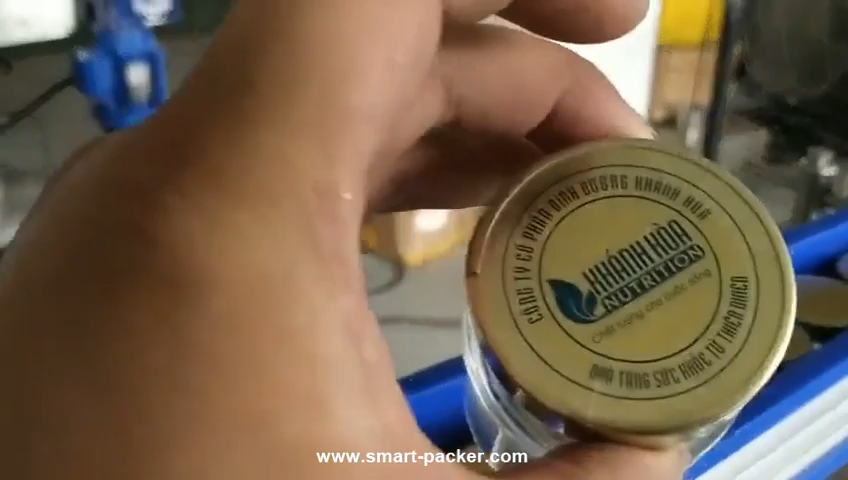 CÔNG TY CỔ PHẦN DINH DƯỠNG KHÁNH HOÀ
KHÁNH HÒA
NUTRITION
Chất lượng cho cuộc sống
QUÀ TẶNG SỨC KHỎE TỪ THIÊN NHIÊN
www.smart-packer.com